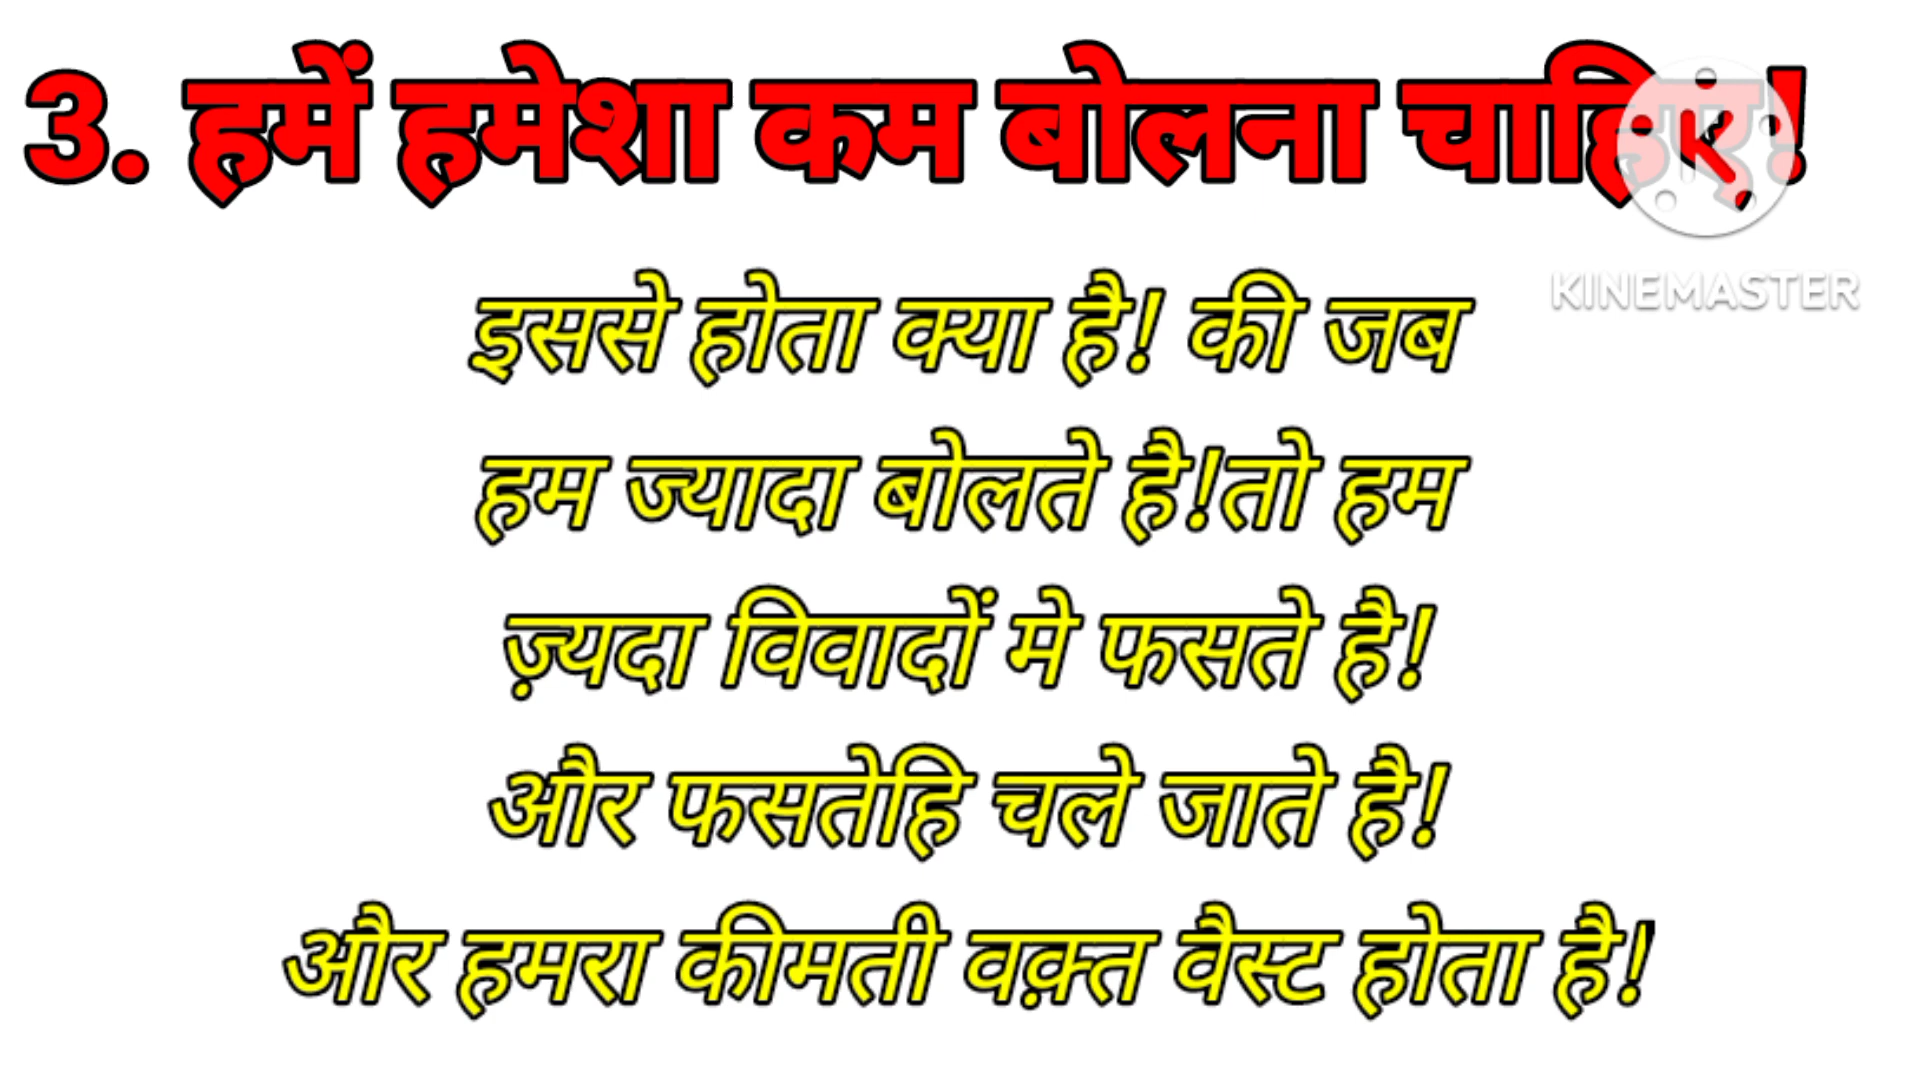 3. हमें हमेशा कम बोलना चाहिए!
KINEMASTER
इससे होता क्या है! की जब
हम ज्यादा बोलते है!तो हम
ज़्यदा विवादों मे फसते है!
और फसतेहि चले जाते है!
और हमरा कीमती वक़्त वैस्ट होता है!